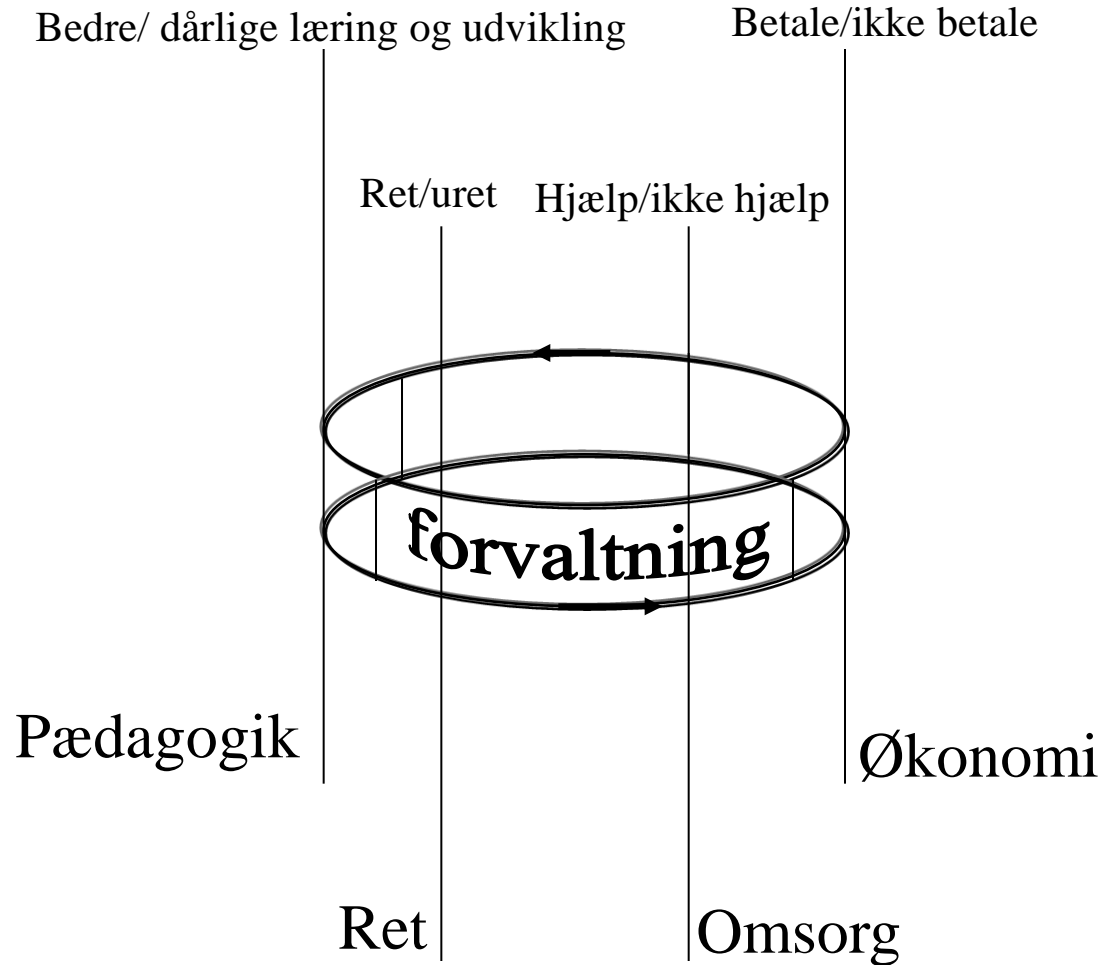 Bedre/ dårlige læring og udvikling
Betale/ikke betale
Ret/uret
Hjælp/ikke hjælp
forvaltning
Pædagogik
Økonomi
Ret
Omsorg